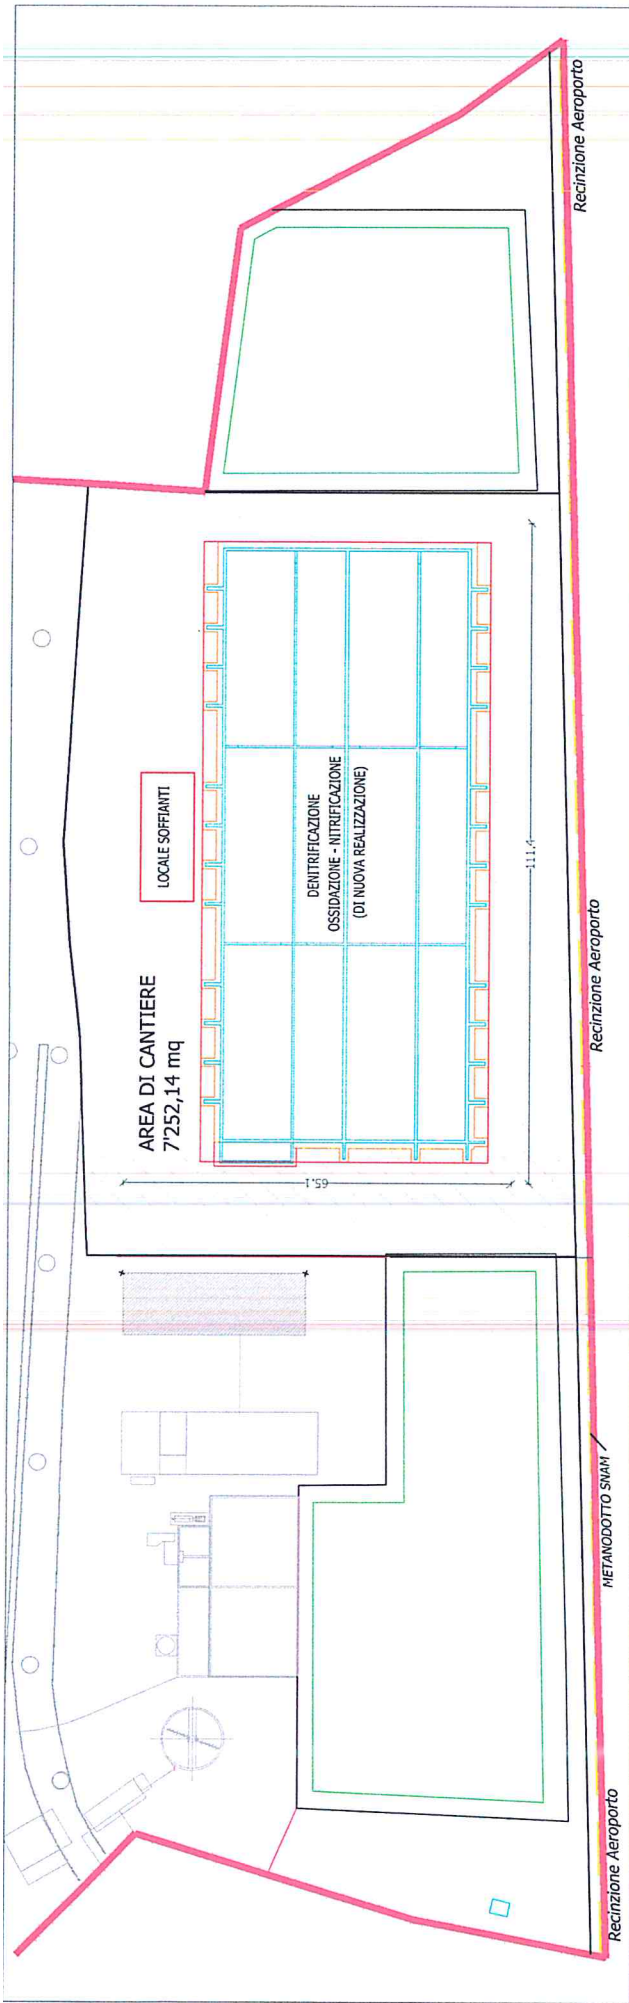 AREA DI CANTIERE
7'252,14 mq
LOCALE SOFFIANTI
DENITRIFICAZIONE
OSSIDAZIONE - NITRIFICAZIONE
(DI NUOVA REALIZZAZIONE)
65.1
111.4
Recinzione Aeroporto
METANODOTTO SNAM
Recinzione Aeroporto
Recinzione Aeroporto